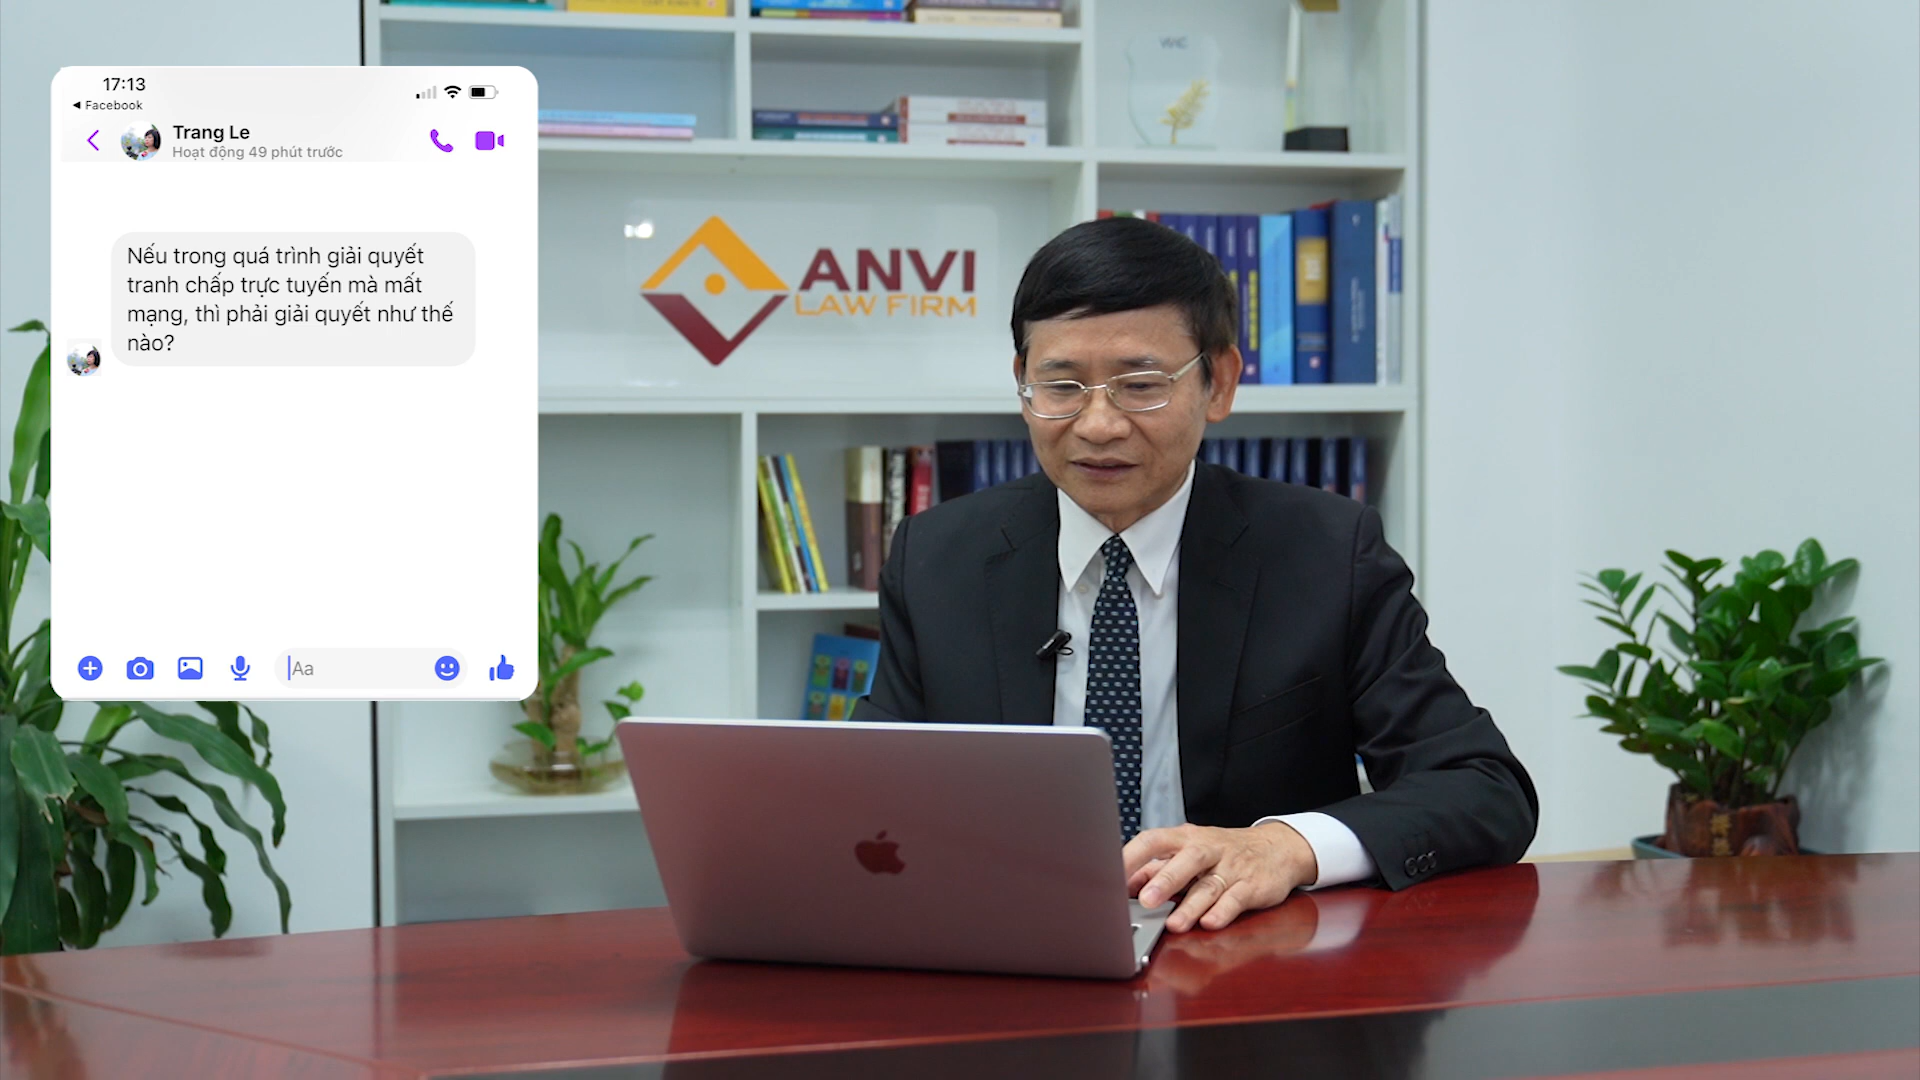 17:13
◄ Facebook
Trang Le
Hoạt động 49 phút trước
Nếu trong quá trình giải quyết
tranh chấp trực tuyến mà mất
mạng, thì phải giải quyết như thế
nào?
Aa
ANVI
LAW FIRM
VIAC